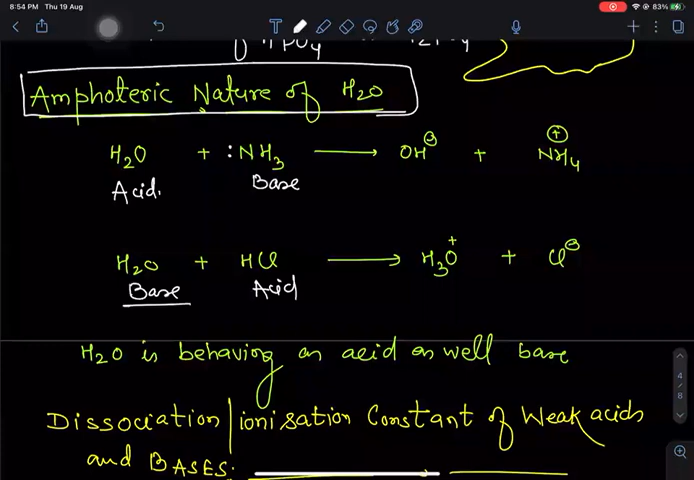 8:54 PM Thu 19 Aug 83%
Amphoteric Nature of H2O
H2O + :NH3 → OH⊖ + NH4⊕
Acid. Base
H2O + HCl → H3O+ + Cl⊖
Base Acid
H2O is behaving an acid as well base
Dissociation | ionisation Constant of Weak acids
and BASES.
4
8